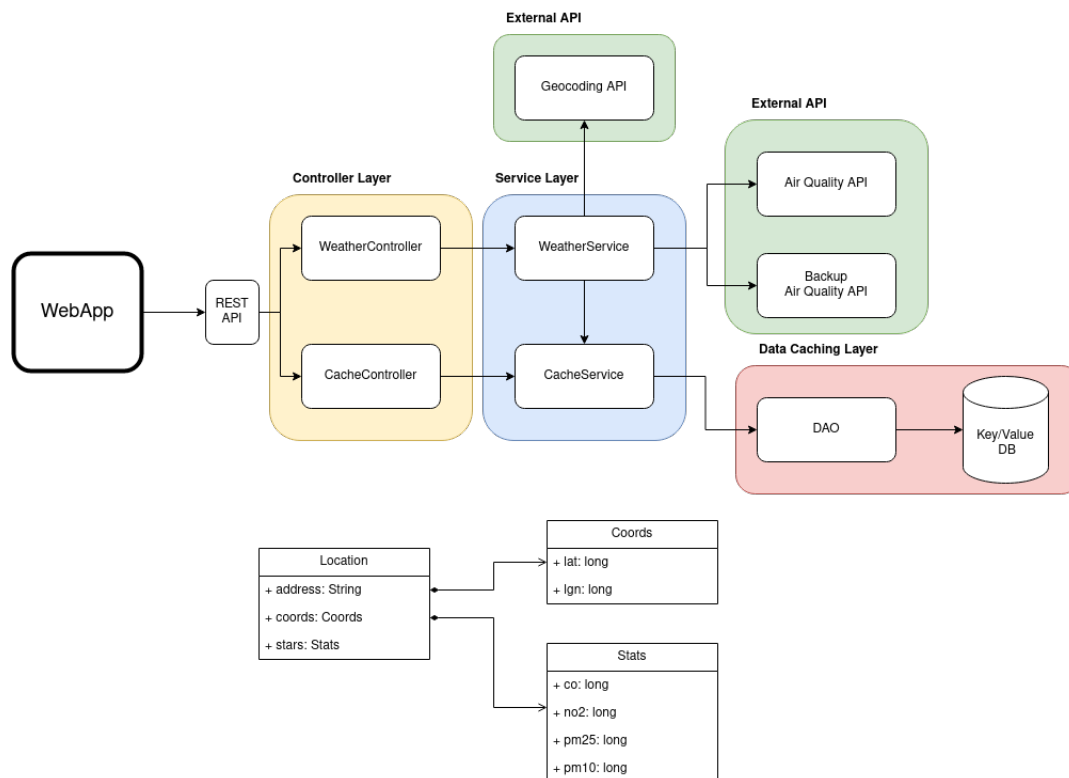 External API
Geocoding API
External API
Air Quality API
Backup
Air Quality API
Controller Layer
Service Layer
WeatherController
WeatherService
WebApp
REST
API
CacheController
CacheService
Data Caching Layer
DAO
Key/Value
DB
Location
+ address: String
+ coords: Coords
+ stars: Stats
Coords
+ lat: long
+ lgn: long
Stats
+ co: long
+ no2: long
+ pm25: long
+ pm10: long